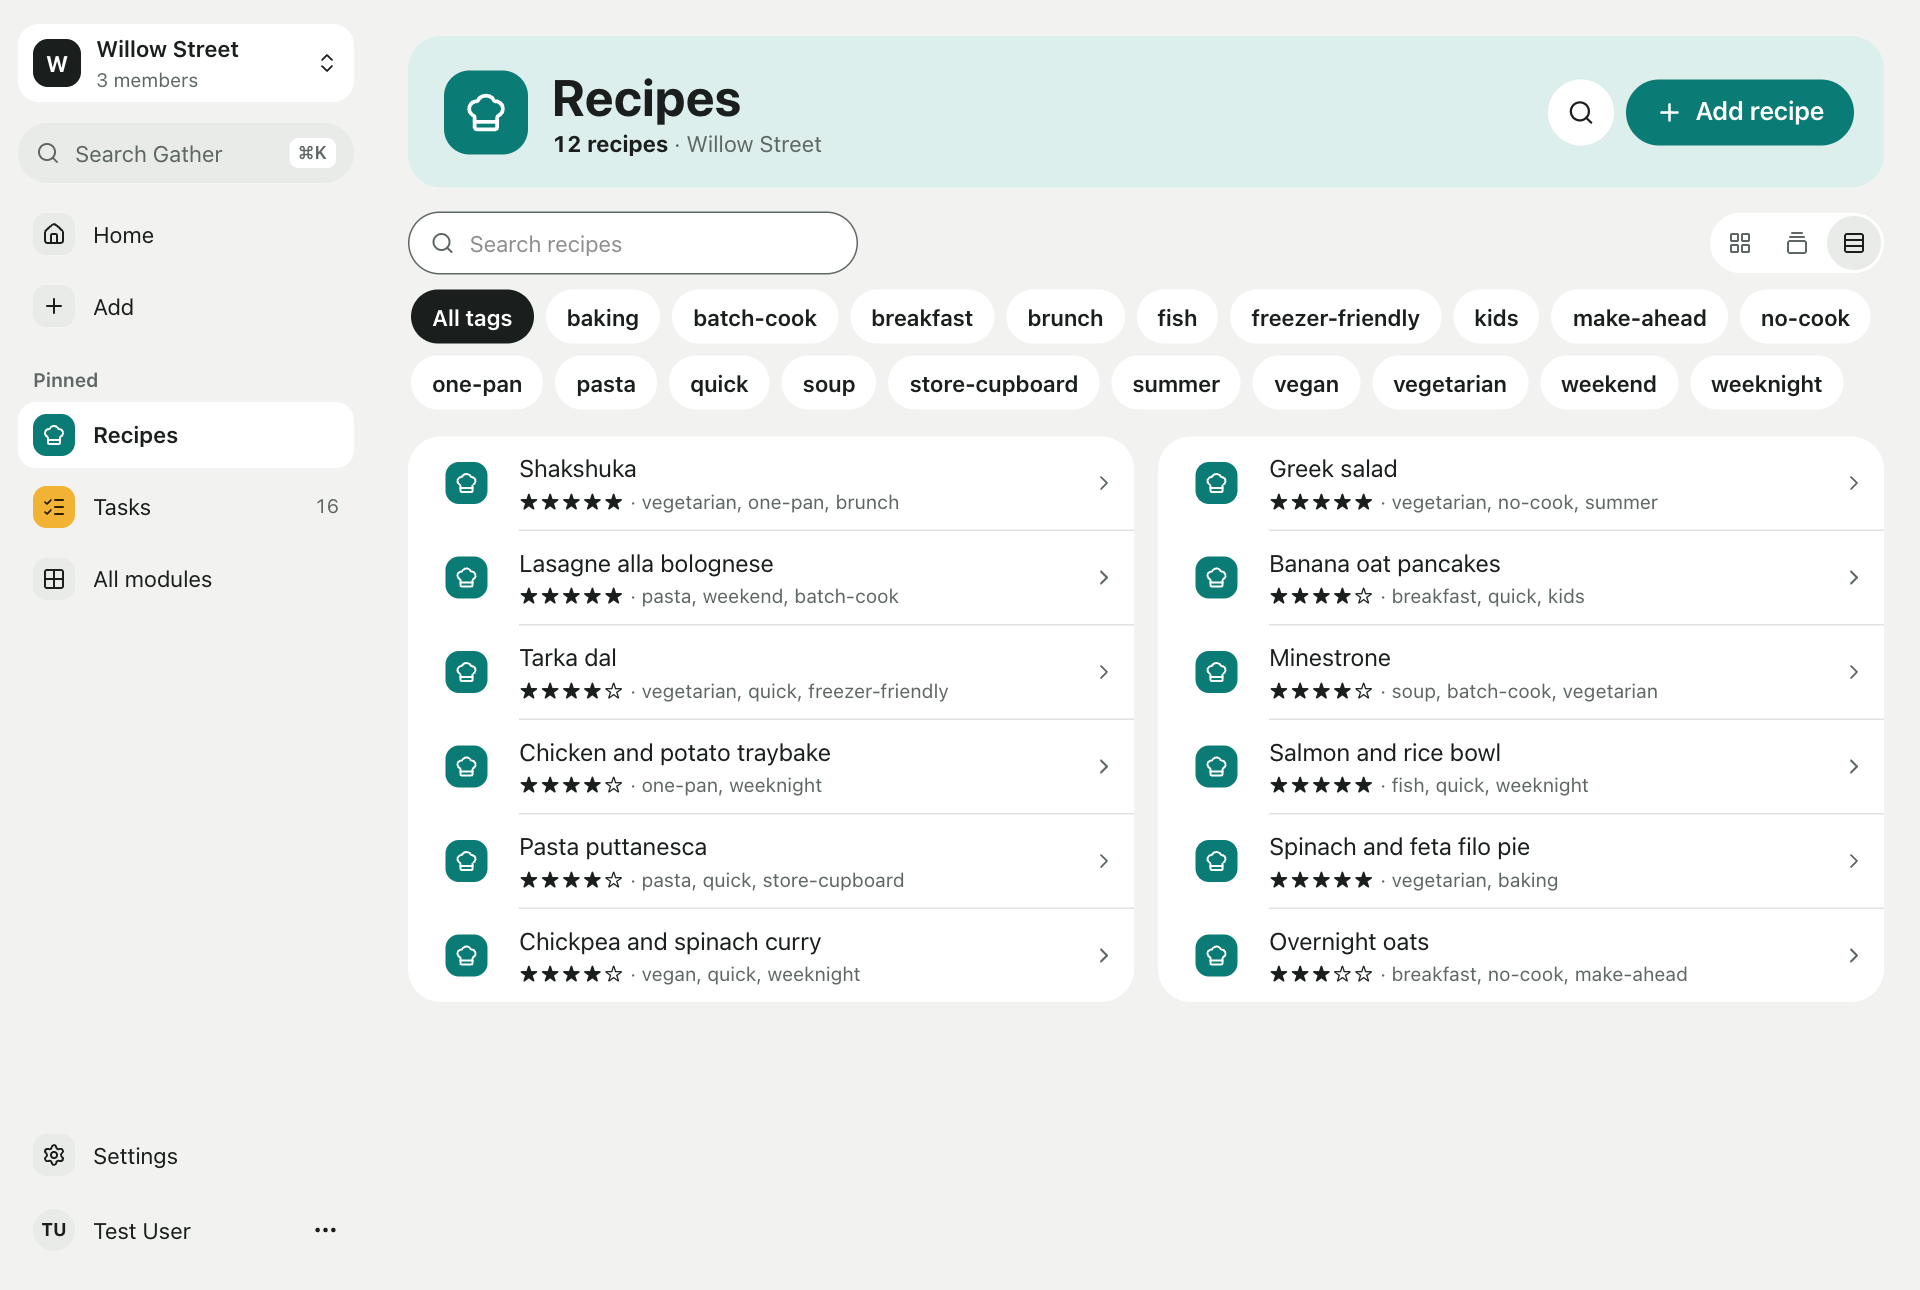 W
Willow Street
3 members
Search Gather
⌘K
Home
Add
Pinned
Recipes
Tasks
16
All modules
Settings
TU
Test User
Recipes
12 recipes · Willow Street
Add recipe
Search recipes
All tags
baking
batch-cook
breakfast
brunch
fish
freezer-friendly
kids
make-ahead
no-cook
one-pan
pasta
quick
soup
store-cupboard
summer
vegan
vegetarian
weekend
weeknight
Shakshuka
★★★★★ · vegetarian, one-pan, brunch
Lasagne alla bolognese
★★★★★ · pasta, weekend, batch-cook
Tarka dal
★★★★☆ · vegetarian, quick, freezer-friendly
Chicken and potato traybake
★★★★☆ · one-pan, weeknight
Pasta puttanesca
★★★★☆ · pasta, quick, store-cupboard
Chickpea and spinach curry
★★★★☆ · vegan, quick, weeknight
Greek salad
★★★★★ · vegetarian, no-cook, summer
Banana oat pancakes
★★★★☆ · breakfast, quick, kids
Minestrone
★★★★☆ · soup, batch-cook, vegetarian
Salmon and rice bowl
★★★★★ · fish, quick, weeknight
Spinach and feta filo pie
★★★★★ · vegetarian, baking
Overnight oats
★★★☆☆ · breakfast, no-cook, make-ahead